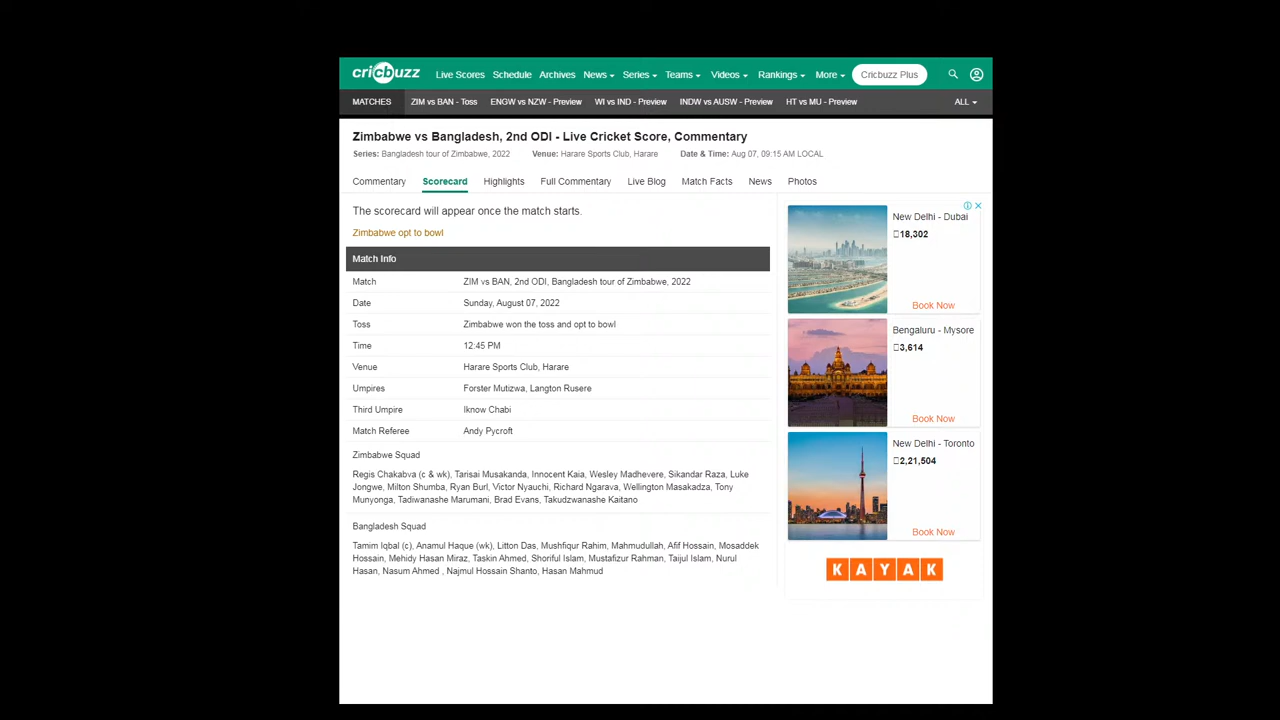 cricbuzz Live Scores Schedule Archives News Series Teams Videos Rankings More Cricbuzz Plus
MATCHES ZIM vs BAN - Toss ENGW vs NZW - Preview WI vs IND - Preview INDW vs AUSW - Preview HT vs MU - Preview ALL
Zimbabwe vs Bangladesh, 2nd ODI - Live Cricket Score, Commentary
Series: Bangladesh tour of Zimbabwe, 2022 Venue: Harare Sports Club, Harare Date & Time: Aug 07, 09:15 AM LOCAL
Commentary Scorecard Highlights Full Commentary Live Blog Match Facts News Photos
The scorecard will appear once the match starts.
Zimbabwe opt to bowl
Match Info
Match ZIM vs BAN, 2nd ODI, Bangladesh tour of Zimbabwe, 2022
Date Sunday, August 07, 2022
Toss Zimbabwe won the toss and opt to bowl
Time 12:45 PM
Venue Harare Sports Club, Harare
Umpires Forster Mutizwa, Langton Rusere
Third Umpire Iknow Chabi
Match Referee Andy Pycroft
Zimbabwe Squad
Regis Chakabva (c & wk), Tarisai Musakanda, Innocent Kaia, Wesley Madhevere, Sikandar Raza, Luke
Jongwe, Milton Shumba, Ryan Burl, Victor Nyauchi, Richard Ngarava, Wellington Masakadza, Tony
Munyonga, Tadiwanashe Marumani, Brad Evans, Takudzwanashe Kaitano
Bangladesh Squad
Tamim Iqbal (c), Anamul Haque (wk), Litton Das, Mushfiqur Rahim, Mahmudullah, Afif Hossain, Mosaddek
Hossain, Mehidy Hasan Miraz, Taskin Ahmed, Shoriful Islam, Mustafizur Rahman, Taijul Islam, Nurul
Hasan, Nasum Ahmed , Najmul Hossain Shanto, Hasan Mahmud
New Delhi - Dubai
18,302
Book Now
Bengaluru - Mysore
3,614
Book Now
New Delhi - Toronto
2,21,504
Book Now
KAYAK